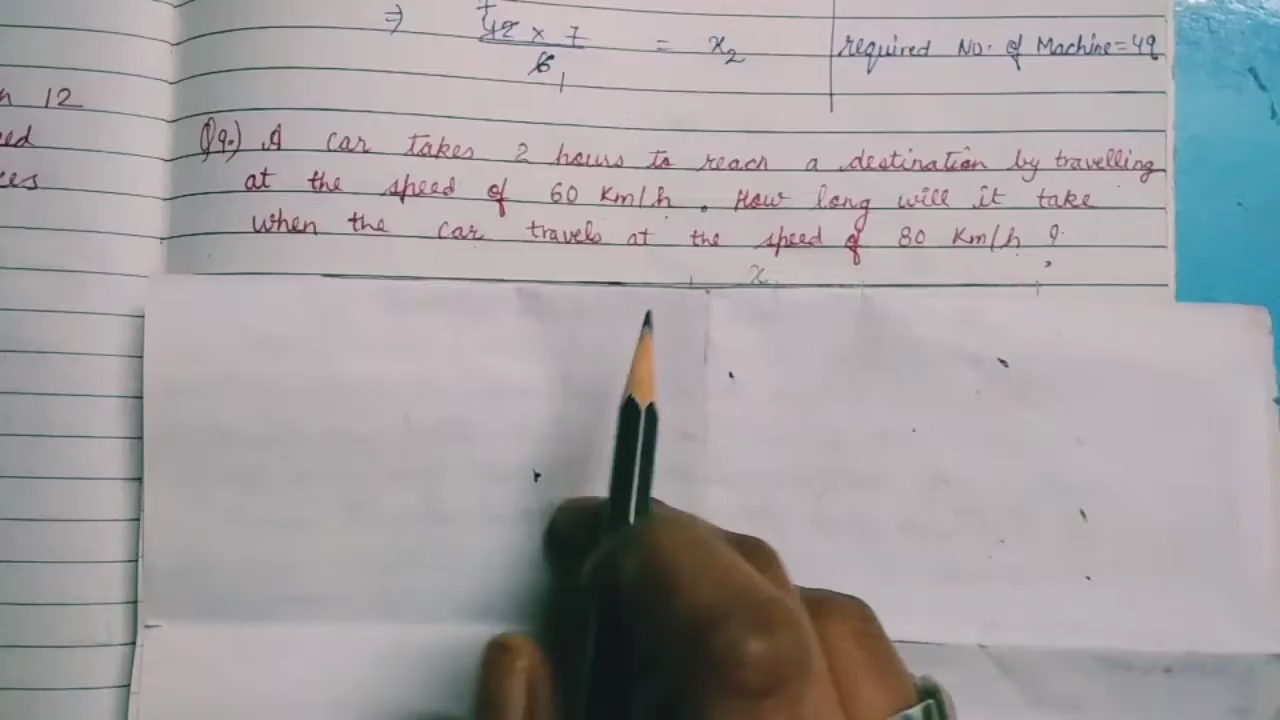 ⇒ 42 × 7 / 6 = x₂
required No. of Machine = 49
12
Q9.) A car takes 2 hours to reach a destination by travelling
at the speed of 60 Km/h. How long will it take
when the car travels at the speed of 80 Km/h ?
x